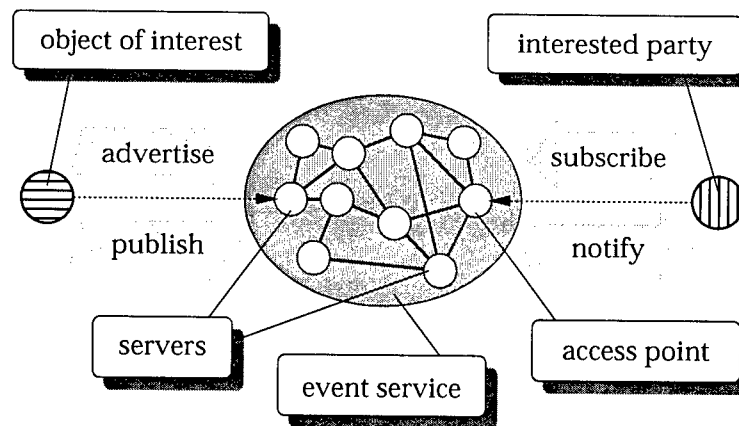 object of interest
interested party
advertise
subscribe
publish
notify
servers
access point
event service